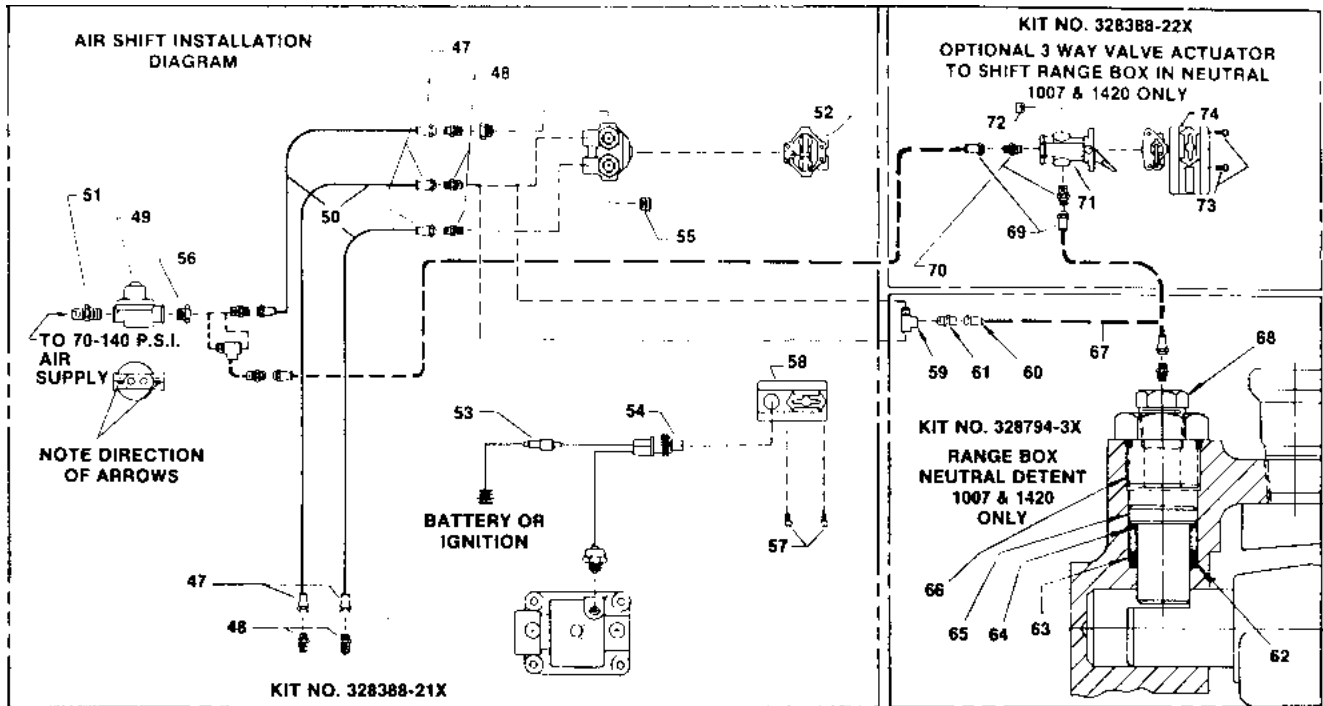 AIR SHIFT INSTALLATION
DIAGRAM
47
48
52
51
49
56
50
55
TO 70-140 P.S.I.
AIR
SUPPLY
NOTE DIRECTION
OF ARROWS
53
54
58
BATTERY OR
IGNITION
57
47
48
KIT NO. 328388-21X
KIT NO. 328388-22X
OPTIONAL 3 WAY VALVE ACTUATOR
TO SHIFT RANGE BOX IN NEUTRAL
1007 & 1420 ONLY
72
74
71
73
69
70
59
61
60
67
68
KIT NO. 328794-3X
RANGE BOX
NEUTRAL DETENT
1007 & 1420
ONLY
66
65
64
63
62